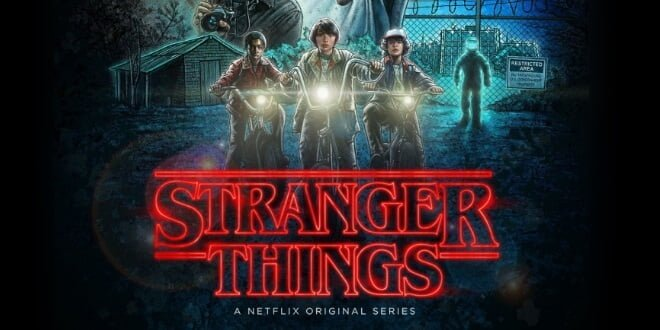 RESTRICTED
AREA
STRANGER
THINGS
A NETFLIX ORIGINAL SERIES